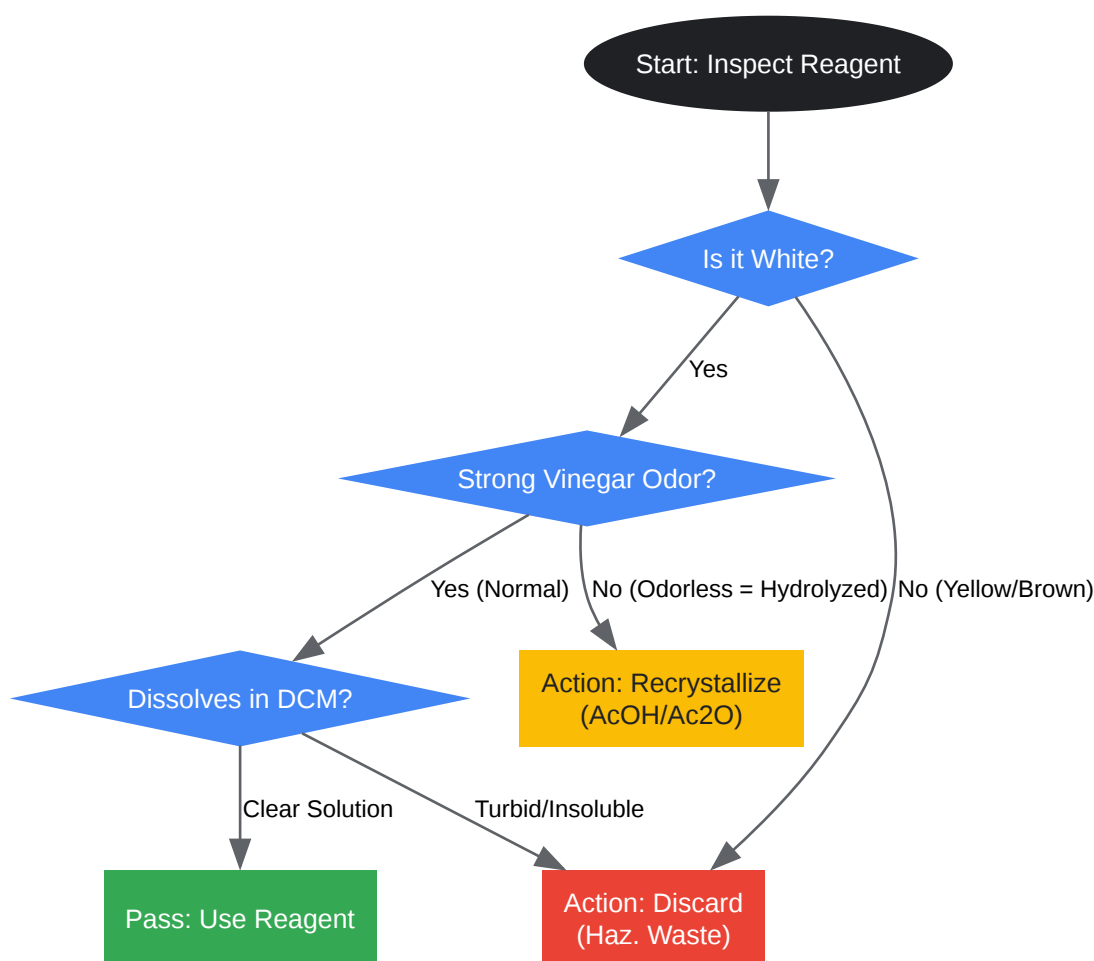 Start: Inspect Reagent
Is it White?
Yes
Strong Vinegar Odor?
Yes (Normal)
No (Odorless = Hydrolyzed)
No (Yellow/Brown)
Dissolves in DCM?
Action: Recrystallize
(AcOH/Ac2O)
Clear Solution
Turbid/Insoluble
Pass: Use Reagent
Action: Discard
(Haz. Waste)